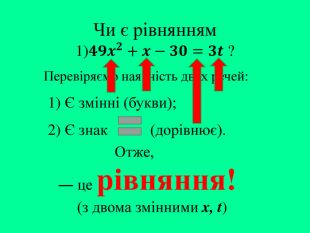 Чи є рівнянням
1)49x² + x − 30 = 3t ?
Перевіряємо наявність двох речей:
1) Є змінні (букви);
2) Є знак = (дорівнює).
Отже,
— це рівняння!
(з двома змінними x, t)